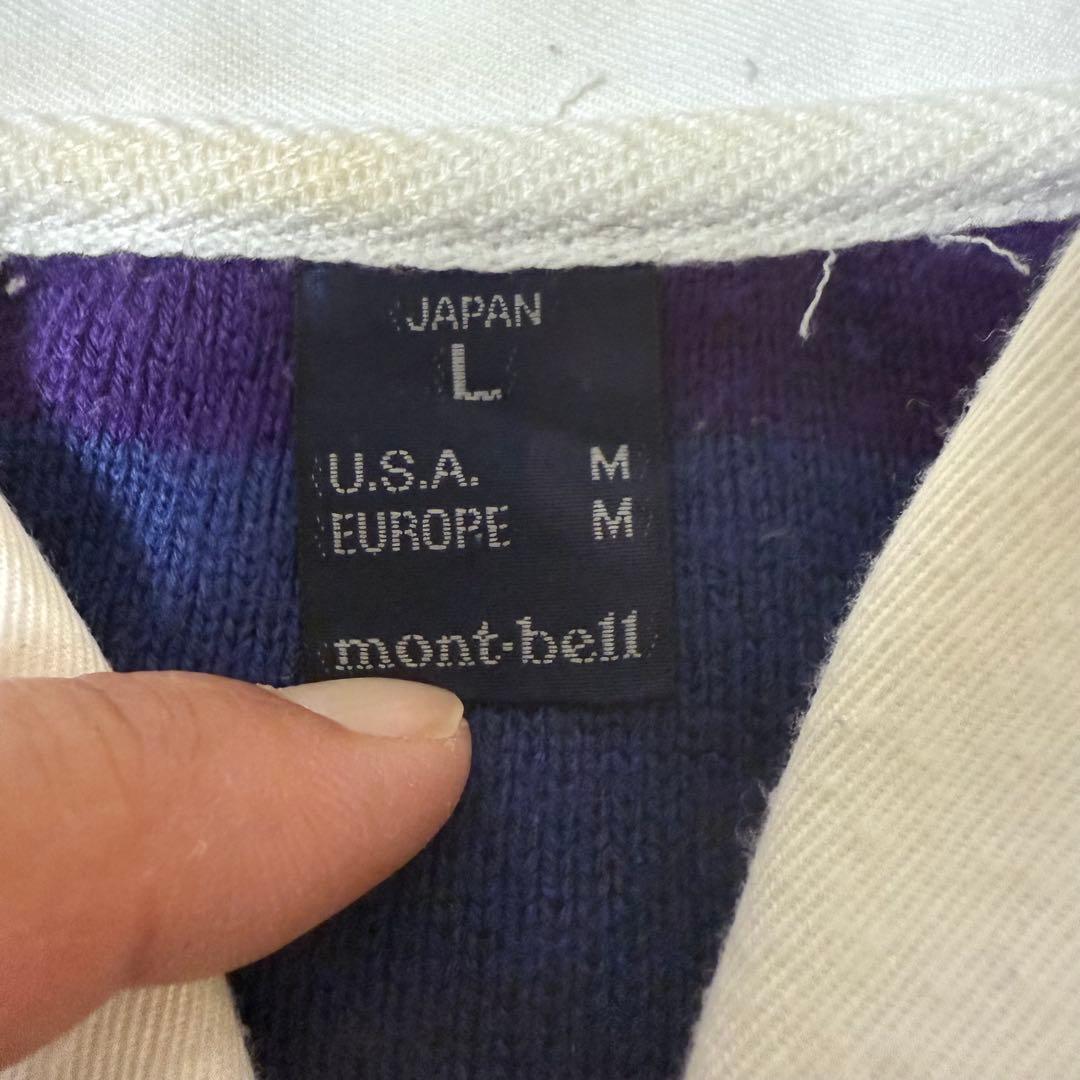 JAPAN
L
U.S.A. M
EUROPE M
mont-bell